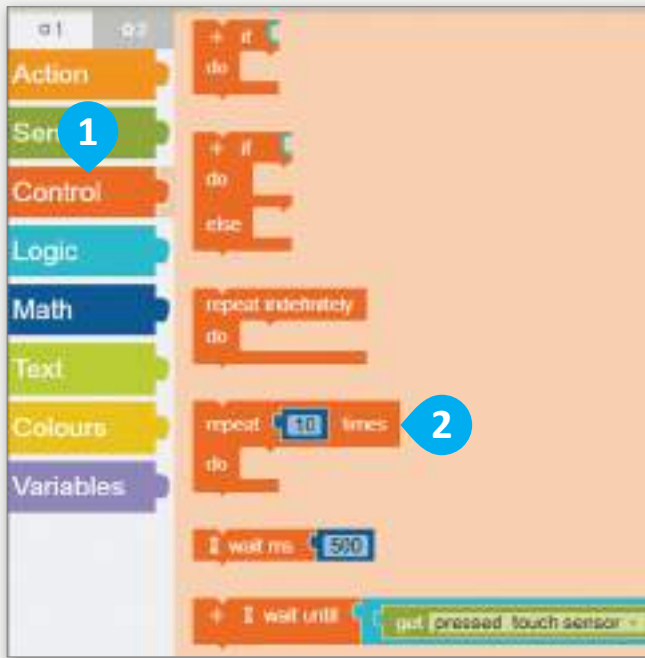 Action
Sen
1
Control
Logic
Math
Text
Colours
Variables
+ if
do
+ if
do
else
repeat indefinitely
do
repeat 10 times
2
do
wait ms 500
+ wait until get pressed touch sensor